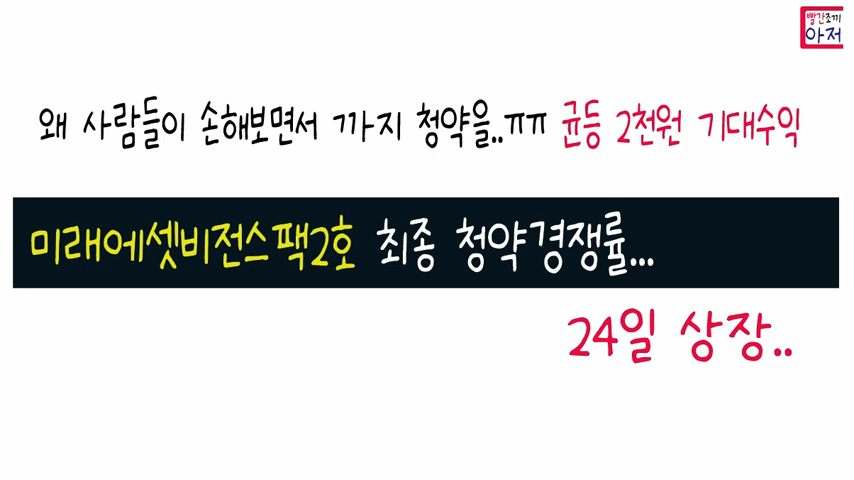 빨간조끼
아저
왜 사람들이 손해보면서 까지 청약을..ㅠㅠ 균등 2천원 기대수익
미래에셋비전스팩2호 최종 청약경쟁률...
24일 상장..